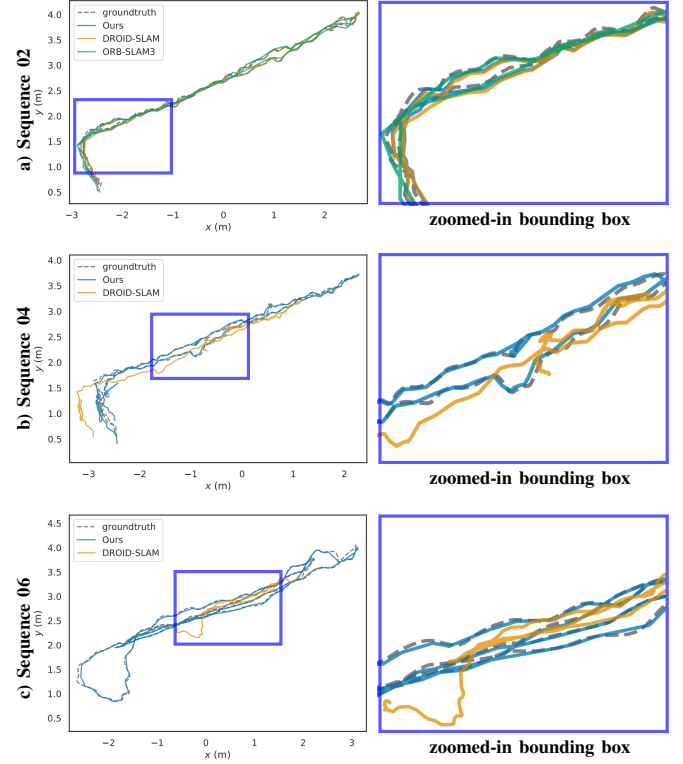 a) Sequence 02
y (m)
4.0
3.5
3.0
2.5
2.0
1.5
1.0
0.5
groundtruth
Ours
DROID-SLAM
ORB-SLAM3
−3 −2 −1 0 1 2
x (m)
zoomed-in bounding box
b) Sequence 04
y (m)
4.0
3.5
3.0
2.5
2.0
1.5
1.0
0.5
groundtruth
Ours
DROID-SLAM
−3 −2 −1 0 1 2
x (m)
zoomed-in bounding box
c) Sequence 06
y (m)
4.5
4.0
3.5
3.0
2.5
2.0
1.5
1.0
0.5
groundtruth
Ours
DROID-SLAM
−2 −1 0 1 2 3
x (m)
zoomed-in bounding box